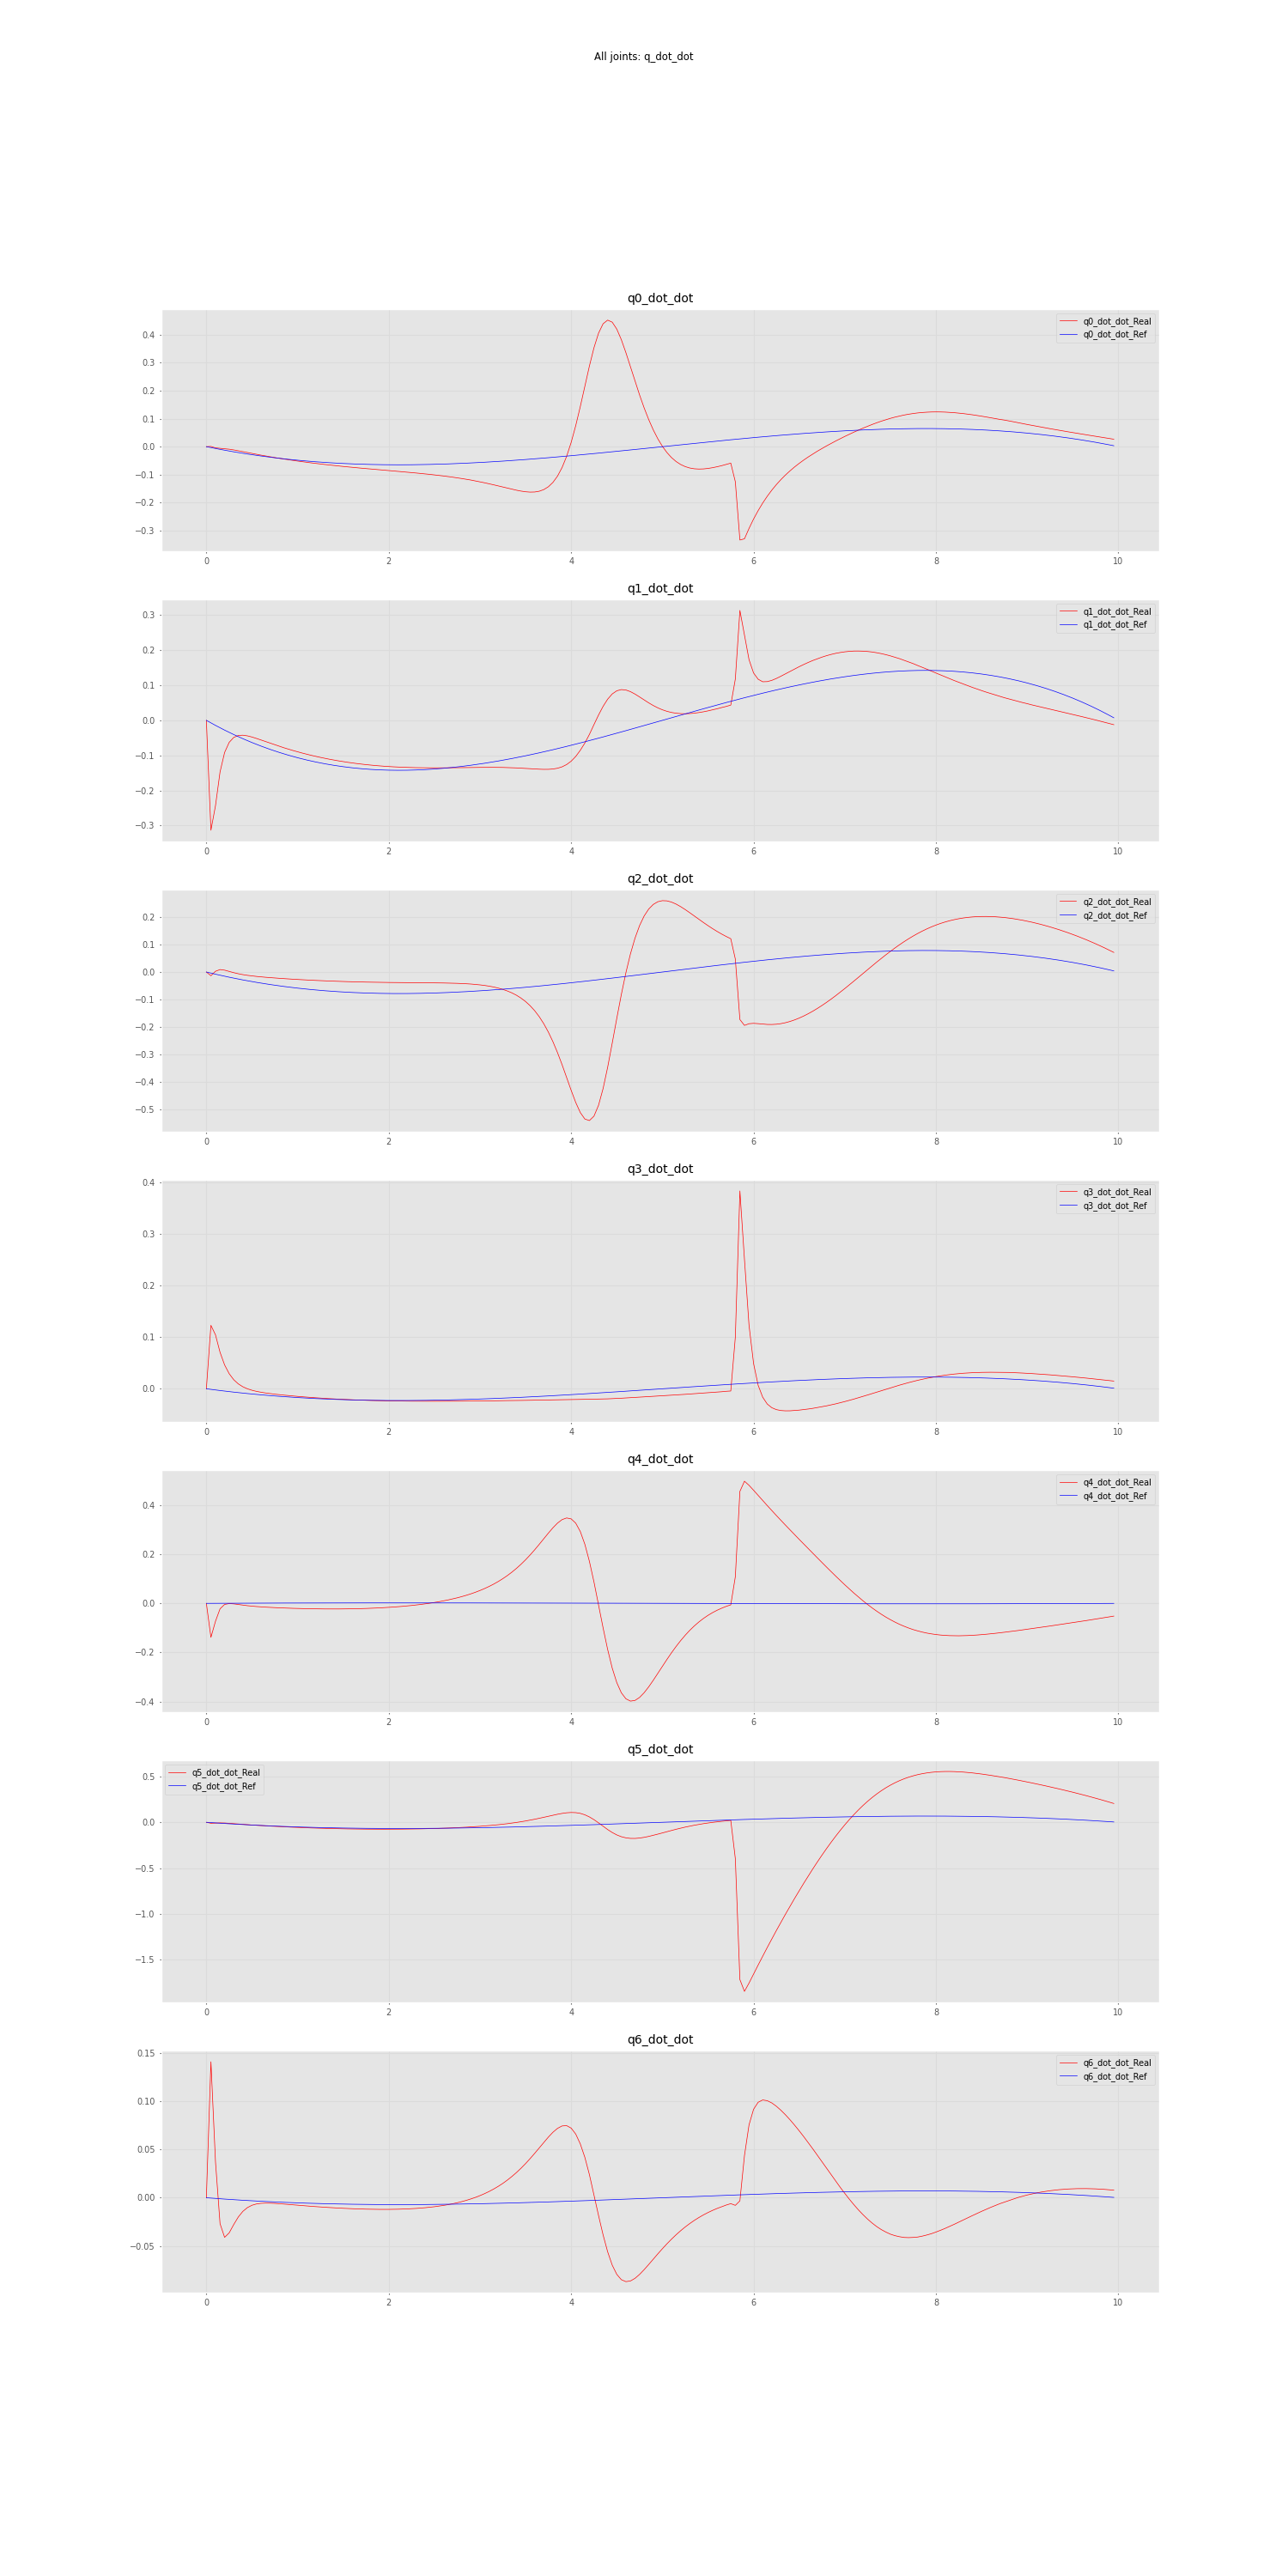 All joints: q_dot_dot
q0_dot_dot
q0_dot_dot_Real
q0_dot_dot_Ref
0.4
0.3
0.2
0.1
0.0
−0.1
−0.2
−0.3
0 2 4 6 8 10
q1_dot_dot
q1_dot_dot_Real
q1_dot_dot_Ref
0.3
0.2
0.1
0.0
−0.1
−0.2
−0.3
0 2 4 6 8 10
q2_dot_dot
q2_dot_dot_Real
q2_dot_dot_Ref
0.2
0.1
0.0
−0.1
−0.2
−0.3
−0.4
−0.5
0 2 4 6 8 10
q3_dot_dot
q3_dot_dot_Real
q3_dot_dot_Ref
0.4
0.3
0.2
0.1
0.0
0 2 4 6 8 10
q4_dot_dot
q4_dot_dot_Real
q4_dot_dot_Ref
0.4
0.2
0.0
−0.2
−0.4
0 2 4 6 8 10
q5_dot_dot
q5_dot_dot_Real
q5_dot_dot_Ref
0.5
0.0
−0.5
−1.0
−1.5
0 2 4 6 8 10
q6_dot_dot
q6_dot_dot_Real
q6_dot_dot_Ref
0.15
0.10
0.05
0.00
−0.05
0 2 4 6 8 10